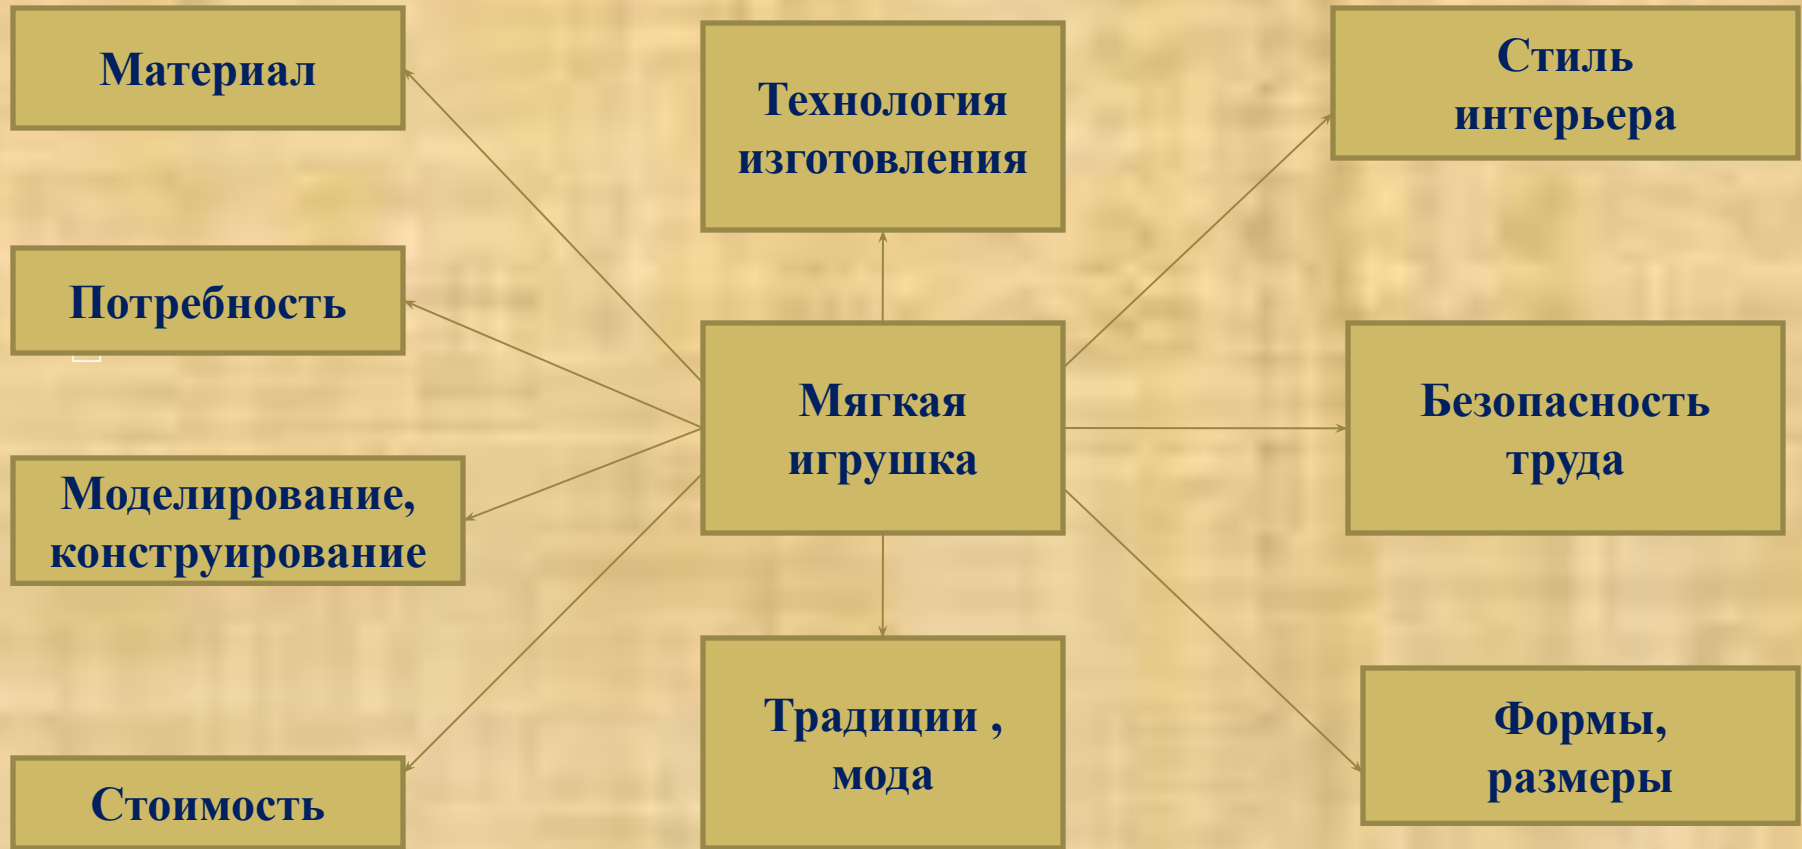 Материал
Технология
изготовления
Стиль
интерьера
Потребность
Мягкая
игрушка
Безопасность
труда
Моделирование,
конструирование
Традиции ,
мода
Формы,
размеры
Стоимость